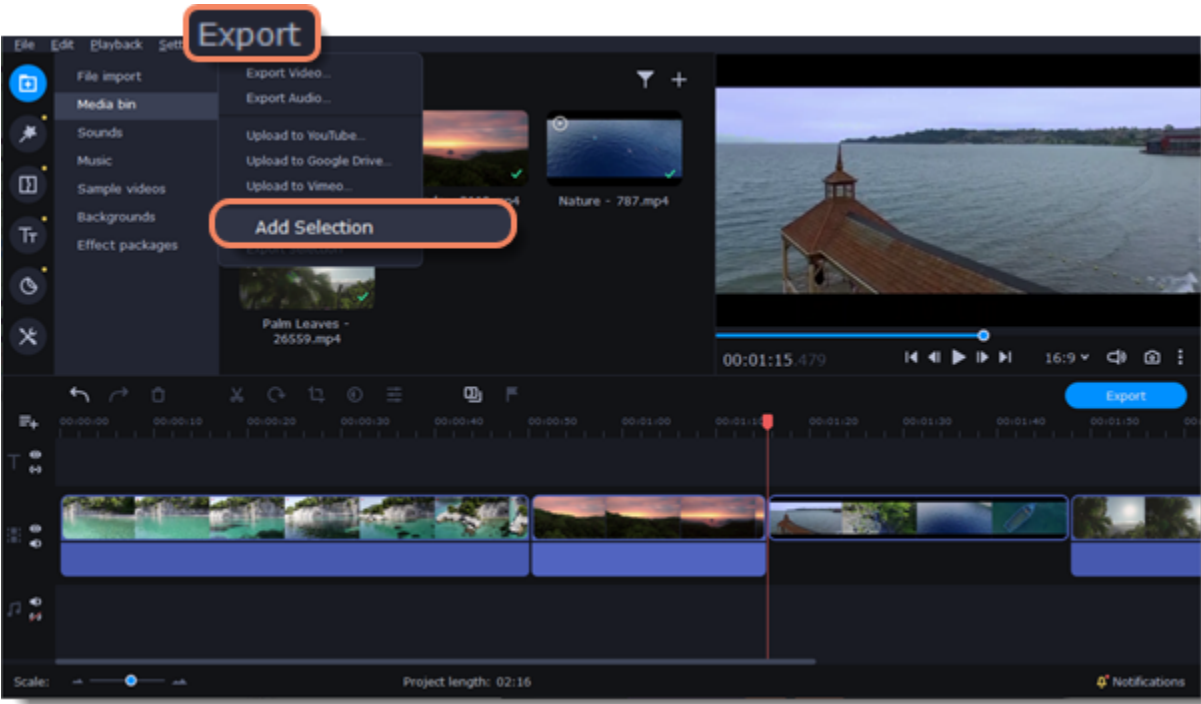 Export
File Edit Playback
File import
Media bin
Sounds
Music
Sample videos
Backgrounds
Effect packages
Export Video...
Export Audio...
Upload to YouTube...
Upload to Google Drive...
Upload to Vimeo...
Add Selection
Export Selection
Nature - 787.mp4
Palm Leaves -
26559.mp4
00:01:15.479
16:9
Export
00:00:00 00:00:10 00:00:20 00:00:30 00:00:40 00:00:50 00:01:00 00:01:20 00:01:30 00:01:40 00:01:50
Scale:
Project length: 02:16
Notifications